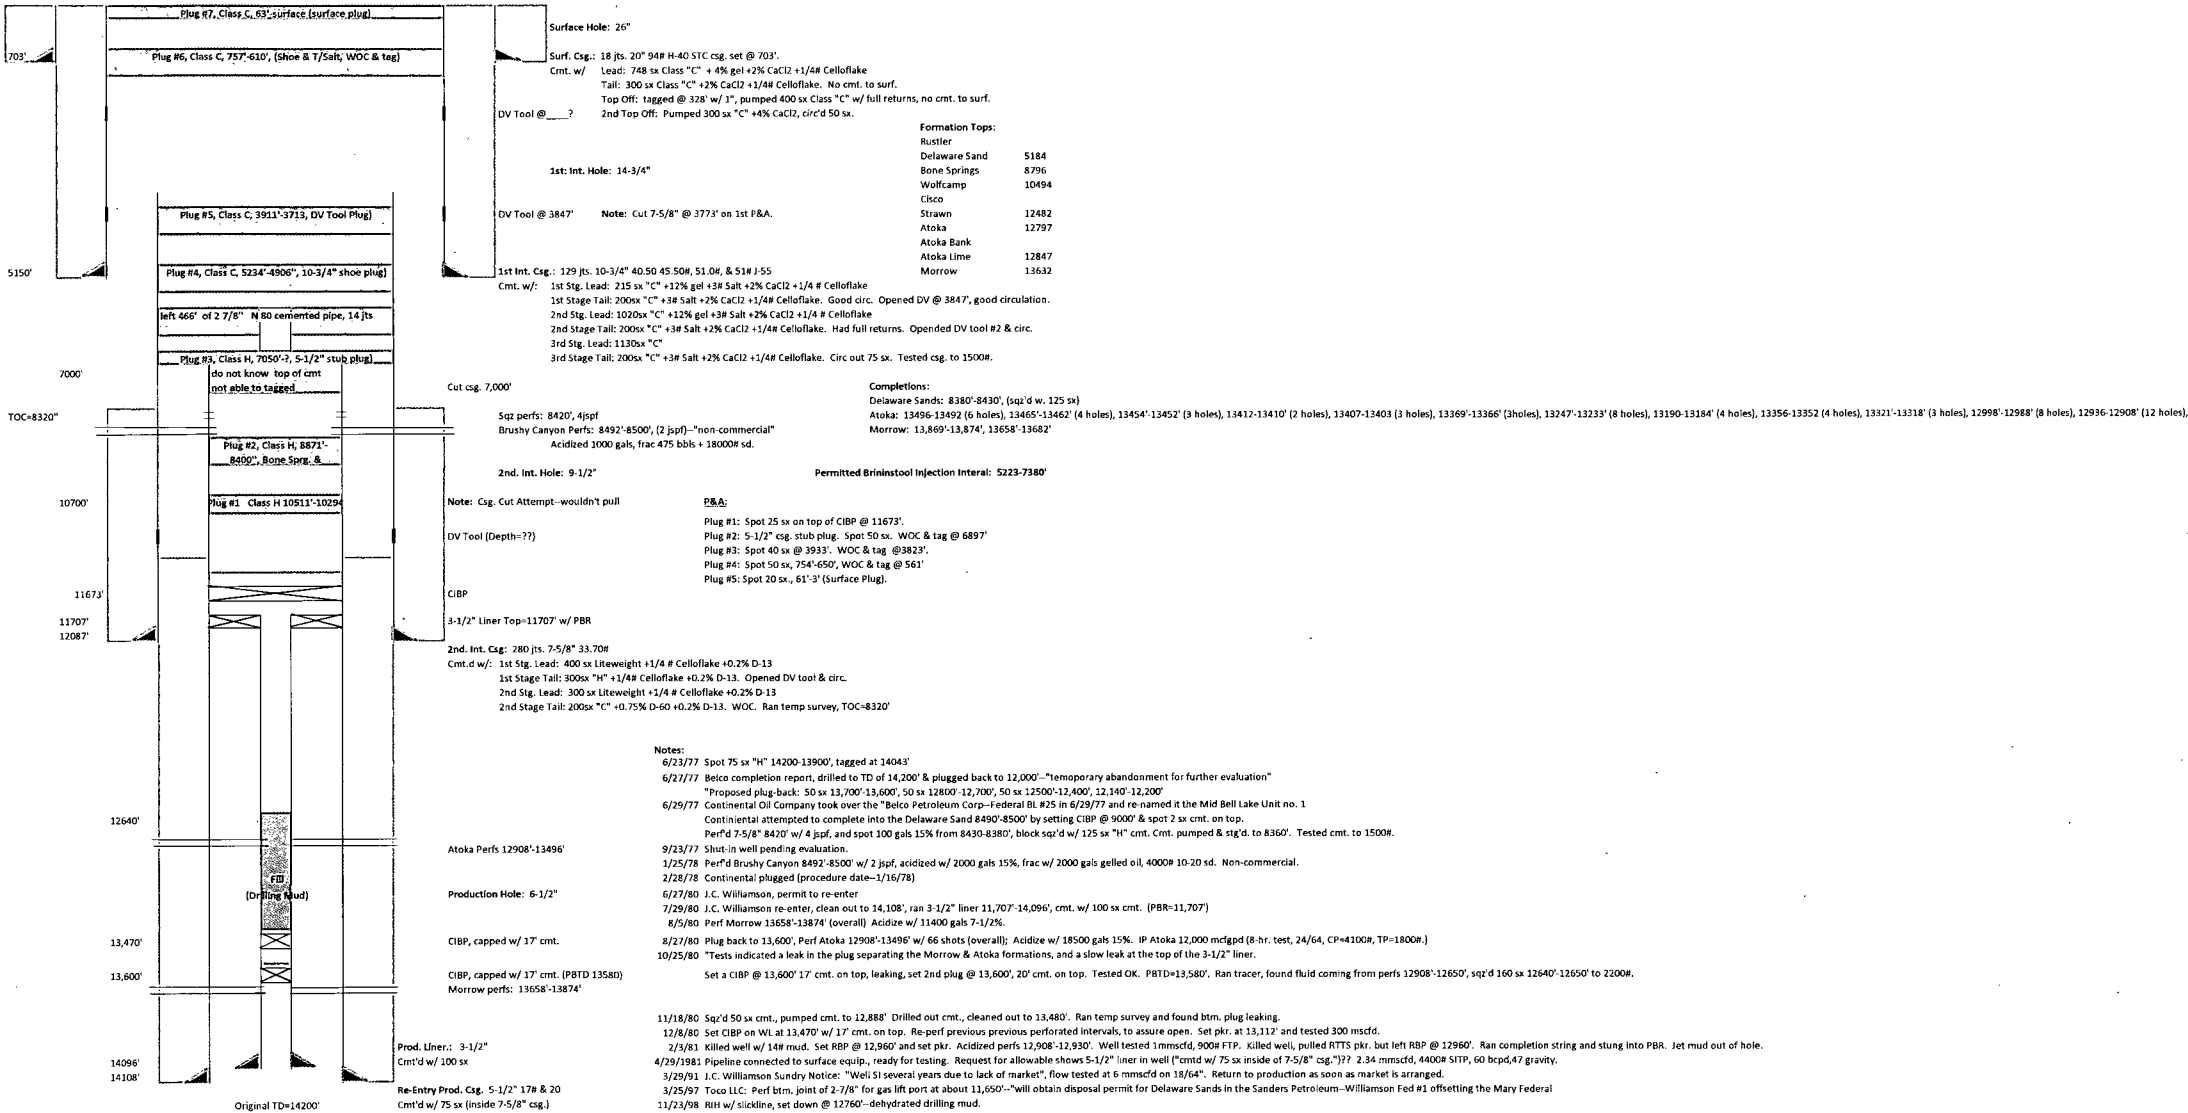 Plug #7, Class C, 63'-surface (surface plug)
Surface Hole: 26"
703'
Plug #6, Class C, 757'-610', (Shoe & T/Salt, WOC & tag)
Surf. Csg.: 18 jts. 20" 94# H-40 STC csg. set @ 703'.
Cmt. w/ Lead: 748 sx Class "C" + 4% gel +2% CaCl2 +1/4# Celloflake
Tail: 300 sx Class "C" +2% CaCl2 +1/4# Celloflake. No cmt. to surf.
Top Off: tagged @ 328' w/ 1", pumped 400 sx Class "C" w/ full returns, no cmt. to surf.
DV Tool @____? 2nd Top Off: Pumped 300 sx "C" +4% CaCl2, circ'd 50 sx.
Formation Tops:
Rustler
Delaware Sand 5184
1st: Int. Hole: 14-3/4" Bone Springs 8796
Wolfcamp 10494
Cisco
Plug #5, Class C, 3911'-3713, DV Tool Plug)
DV Tool @ 3847' Note: Cut 7-5/8" @ 3773' on 1st P&A.
Strawn 12482
Atoka 12797
Atoka Bank
Atoka Lime 12847
5150'
Plug #4, Class C, 5234'-4906", 10-3/4" shoe plug)
1st Int. Csg.: 129 jts. 10-3/4" 40.50 45.50#, 51.0#, & 51# J-55
Morrow 13632
Cmt. w/: 1st Stg. Lead: 215 sx "C" +12% gel +3# Salt +2% CaCl2 +1/4 # Celloflake
1st Stage Tail: 200sx "C" +3# Salt +2% CaCl2 +1/4# Celloflake. Good circ. Opened DV @ 3847', good circulation.
left 466' of 2 7/8" N 80 cemented pipe, 14 jts
2nd Stg. Lead: 1020sx "C" +12% gel +3# Salt +2% CaCl2 +1/4 # Celloflake
2nd Stage Tail: 200sx "C" +3# Salt +2% CaCl2 +1/4# Celloflake. Had full returns. Opended DV tool #2 & circ.
3rd Stg. Lead: 1130sx "C"
Plug #3, Class H, 7050'-?, 5-1/2" stub plug)
3rd Stage Tail: 200sx "C" +3# Salt +2% CaCl2 +1/4# Celloflake. Circ out 75 sx. Tested csg. to 1500#.
7000'
do not know top of cmt
not able to tagged
Cut csg. 7,000'
Completions:
Delaware Sands: 8380'-8430', (sqz'd w. 125 sx)
TOC=8320"
Sqz perfs: 8420', 4jspf
Atoka: 13496-13492 (6 holes), 13465'-13462' (4 holes), 13454'-13452' (3 holes), 13412-13410' (2 holes), 13407-13403 (3 holes), 13369'-13366' (3holes), 13247'-13233' (8 holes), 13190-13184' (4 holes), 13356-13352 (4 holes), 13321'-13318' (3 holes), 12998'-12988' (8 holes), 12936-12908' (12 holes),
Brushy Canyon Perfs: 8492'-8500', (2 jspf)--"non-commercial"
Morrow: 13,869'-13,874', 13658'-13682'
Plug #2, Class H, 8871'-
8400", Bone Sprg. &
Acidized 1000 gals, frac 475 bbls + 18000# sd.
2nd. Int. Hole: 9-1/2"
Permitted Brininstool Injection Interal: 5223-7380'
10700'
Plug #1 Class H 10511'-10294
Note: Csg. Cut Attempt--wouldn't pull
P&A:
Plug #1: Spot 25 sx on top of CIBP @ 11673'.
DV Tool (Depth=??)
Plug #2: 5-1/2" csg. stub plug. Spot 50 sx. WOC & tag @ 6897'
Plug #3: Spot 40 sx @ 3933'. WOC & tag @3823'.
Plug #4: Spot 50 sx, 754'-650', WOC & tag @ 561'
Plug #5: Spot 20 sx., 61'-3' (Surface Plug).
11673'
CIBP
11707'
3-1/2" Liner Top=11707' w/ PBR
12087'
2nd. Int. Csg: 280 jts. 7-5/8" 33.70#
Cmt.d w/: 1st Stg. Lead: 400 sx Liteweight +1/4 # Celloflake +0.2% D-13
1st Stage Tail: 300sx "H" +1/4# Celloflake +0.2% D-13. Opened DV tool & circ.
2nd Stg. Lead: 300 sx Liteweight +1/4 # Celloflake +0.2% D-13
2nd Stage Tail: 200sx "C" +0.75% D-60 +0.2% D-13. WOC. Ran temp survey, TOC=8320'
Notes:
6/23/77 Spot 75 sx "H" 14200-13900', tagged at 14043'
6/27/77 Belco completion report, drilled to TD of 14,200' & plugged back to 12,000'--"temoporary abandonment for further evaluation"
"Proposed plug-back: 50 sx 13,700'-13,600', 50 sx 12800'-12,700', 50 sx 12500'-12,400', 12,140'-12,200'
6/29/77 Continental Oil Company took over the "Belco Petroleum Corp--Federal BL #25 in 6/29/77 and re-named it the Mid Bell Lake Unit no. 1
12640'
Continiental attempted to complete into the Delaware Sand 8490'-8500' by setting CIBP @ 9000' & spot 2 sx cmt. on top.
Perf'd 7-5/8" 8420' w/ 4 jspf, and spot 100 gals 15% from 8430-8380', block sqz'd w/ 125 sx "H" cmt. Cmt. pumped & stg'd. to 8360'. Tested cmt. to 1500#.
Atoka Perfs 12908'-13496'
9/23/77 Shut-in well pending evaluation.
1/25/78 Perf'd Brushy Canyon 8492'-8500' w/ 2 jspf, acidized w/ 2000 gals 15%, frac w/ 2000 gals gelled oil, 4000# 10-20 sd. Non-commercial.
2/28/78 Continental plugged (procedure date--1/16/78)
Fill
(Drilling Mud)
Production Hole: 6-1/2"
6/27/80 J.C. Williamson, permit to re-enter
7/29/80 J.C. Williamson re-enter, clean out to 14,108', ran 3-1/2" liner 11,707'-14,096', cmt. w/ 100 sx cmt. (PBR=11,707')
8/5/80 Perf Morrow 13658'-13874' (overall) Acidize w/ 11400 gals 7-1/2%.
13,470'
CIBP, capped w/ 17' cmt.
8/27/80 Plug back to 13,600', Perf Atoka 12908'-13496' w/ 66 shots (overall); Acidize w/ 18500 gals 15%. IP Atoka 12,000 mcfgpd (8-hr. test, 24/64, CP=4100#, TP=1800#.)
10/25/80 "Tests indicated a leak in the plug separating the Morrow & Atoka formations, and a slow leak at the top of the 3-1/2" liner.
13,600'
CIBP, capped w/ 17' cmt. (PBTD 13580)
Set a CIBP @ 13,600' 17' cmt. on top, leaking, set 2nd plug @ 13,600', 20' cmt. on top. Tested OK. PBTD=13,580'. Ran tracer, found fluid coming from perfs 12908'-12650', sqz'd 160 sx 12640'-12650' to 2200#.
Morrow perfs: 13658'-13874'
11/18/80 Sqz'd 50 sx cmt., pumped cmt. to 12,888' Drilled out cmt., cleaned out to 13,480'. Ran temp survey and found btm. plug leaking.
12/8/80 Set CIBP on WL at 13,470' w/ 17' cmt. on top. Re-perf previous previous perforated intervals, to assure open. Set pkr. at 13,112' and tested 300 mscfd.
Prod. Liner.: 3-1/2"
2/3/81 Killed well w/ 14# mud. Set RBP @ 12,960' and set pkr. Acidized perfs 12,908'-12,930'. Well tested 1mmscfd, 900# FTP. Killed well, pulled RTTS pkr. but left RBP @ 12960'. Ran completion string and stung into PBR. Jet mud out of hole.
14096'
Cmt'd w/ 100 sx
4/29/1981 Pipeline connected to surface equip., ready for testing. Request for allowable shows 5-1/2" liner in well ("cmtd w/ 75 sx inside of 7-5/8" csg.")?? 2.34 mmscfd, 4400# SITP, 60 bcpd,47 gravity.
14108'
3/29/91 J.C. Williamson Sundry Notice: "Well SI several years due to lack of market", flow tested at 6 mmscfd on 18/64". Return to production as soon as market is arranged.
Re-Entry Prod. Csg. 5-1/2" 17# & 20
3/25/97 Toco LLC: Perf btm. joint of 2-7/8" for gas lift port at about 11,650'--"will obtain disposal permit for Delaware Sands in the Sanders Petroleum--Williamson Fed #1 offsetting the Mary Federal
Original TD=14200'
Cmt'd w/ 75 sx (inside 7-5/8" csg.)
11/23/98 RIH w/ slickline, set down @ 12760'--dehydrated drilling mud.